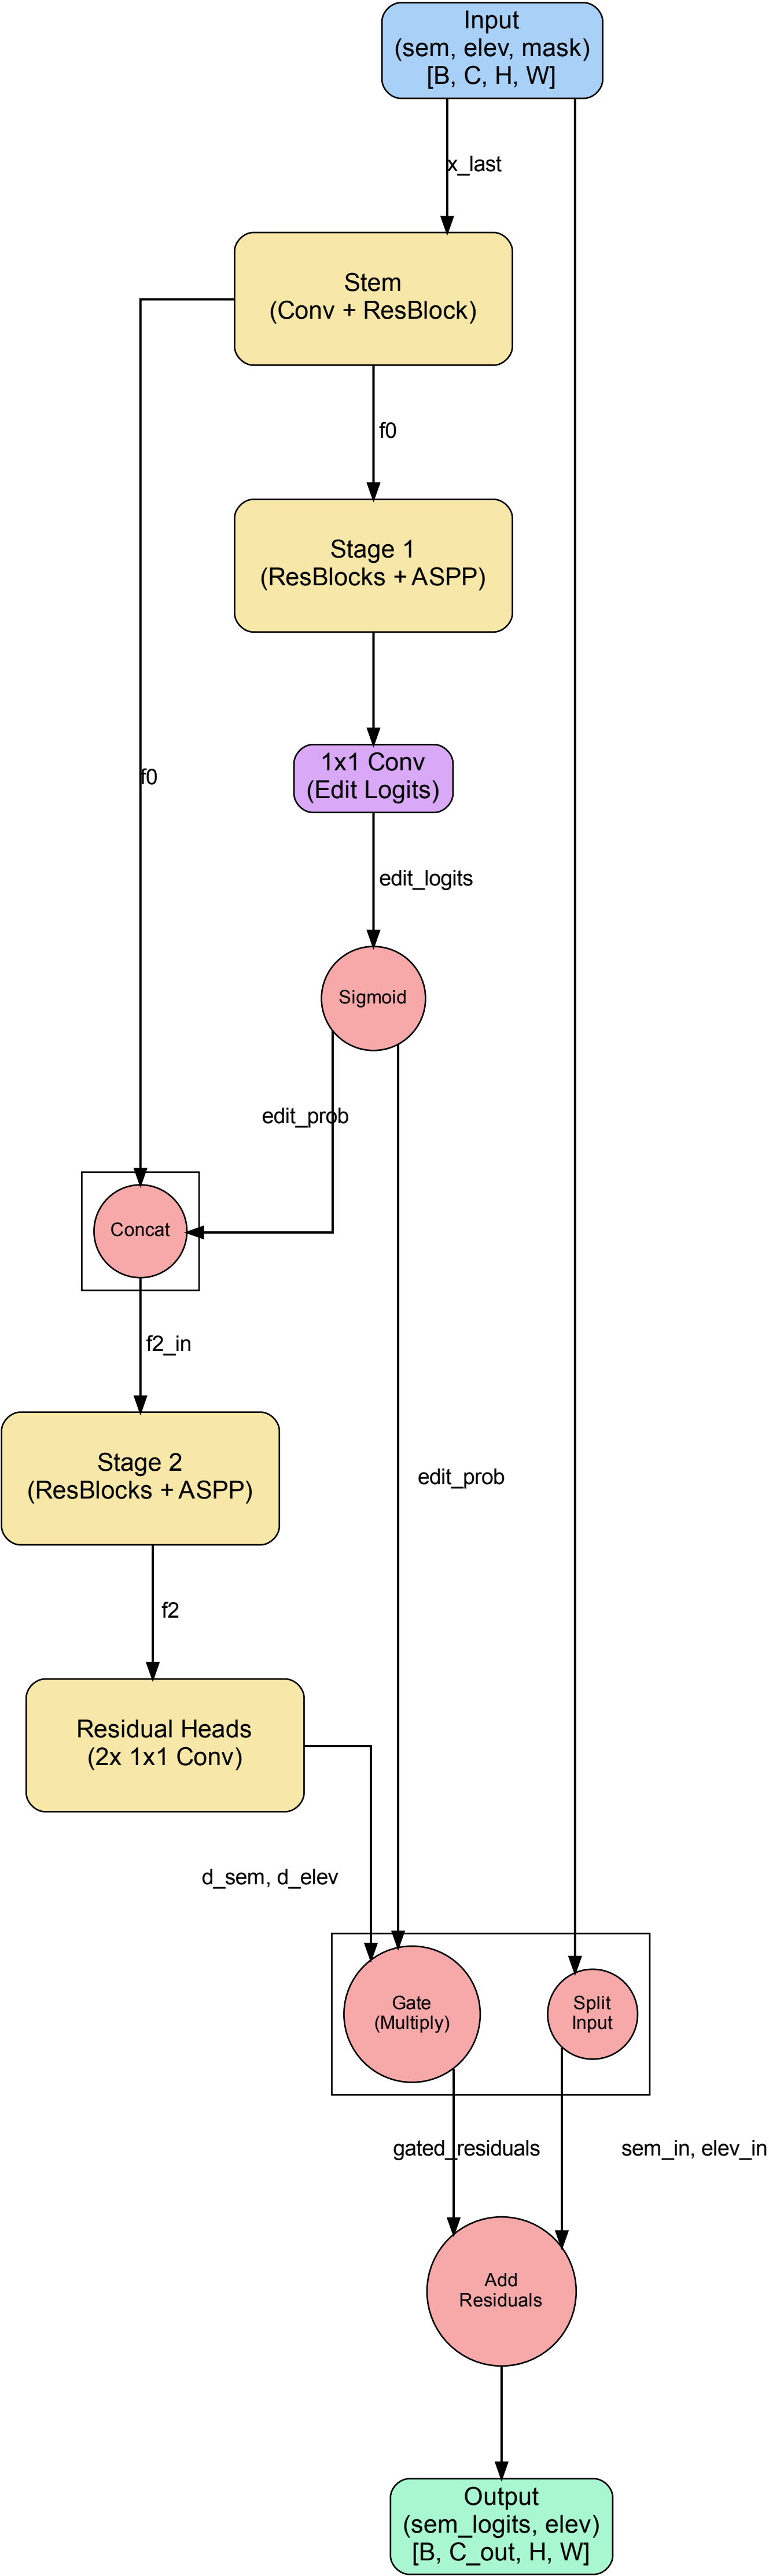 Input
(sem, elev, mask)
[B, C, H, W]
x_last
Stem
(Conv + ResBlock)
f0
Stage 1
(ResBlocks + ASPP)
f0
1x1 Conv
(Edit Logits)
edit_logits
Sigmoid
edit_prob
Concat
f2_in
Stage 2
(ResBlocks + ASPP)
edit_prob
f2
Residual Heads
(2x 1x1 Conv)
d_sem, d_elev
Gate
(Multiply)
Split
Input
gated_residuals
sem_in, elev_in
Add
Residuals
Output
(sem_logits, elev)
[B, C_out, H, W]